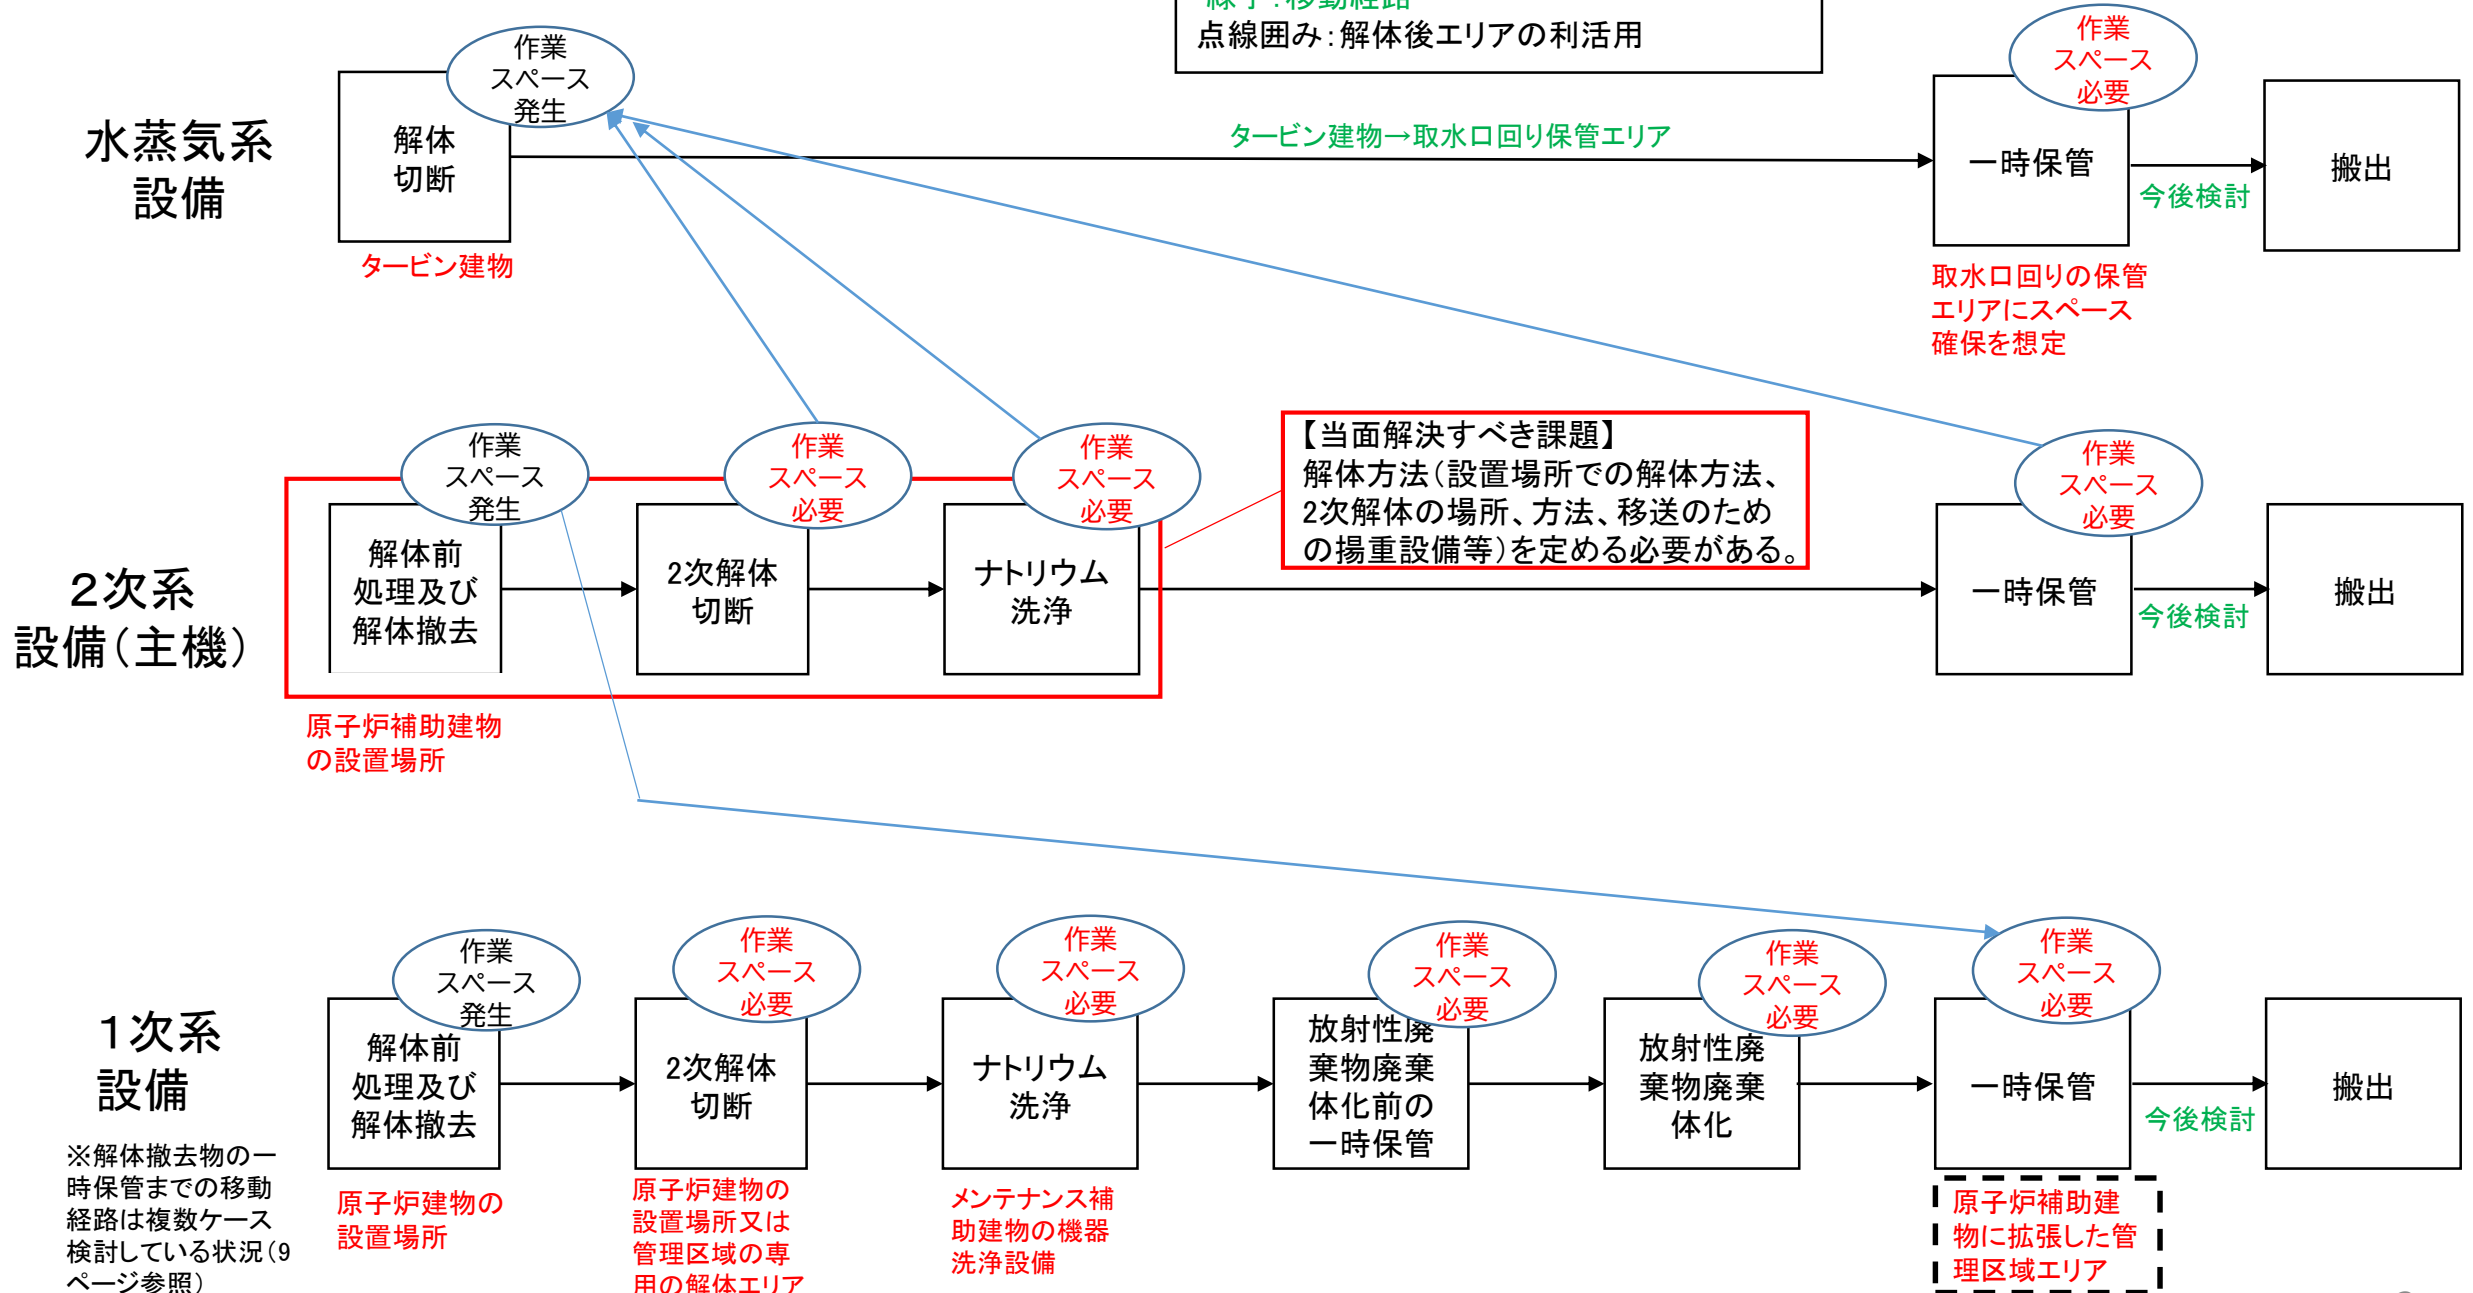 緑字：移動経路
点線囲み：解体後エリアの利活用
水蒸気系
設備
解体
切断
作業
スペース
発生
タービン建物
タービン建物→取水口回り保管エリア
作業
スペース
必要
一時保管
取水口回りの保管
エリアにスペース
確保を想定
今後検討
搬出
2次系
設備（主機）
作業
スペース
発生
解体前
処理及び
解体撤去
原子炉補助建物
の設置場所
作業
スペース
必要
2次解体
切断
作業
スペース
必要
ナトリウム
洗浄
【当面解決すべき課題】
解体方法（設置場所での解体方法、
2次解体の場所、方法、移送のため
の揚重設備等）を定める必要がある。
作業
スペース
必要
一時保管
今後検討
搬出
1次系
設備
※解体撤去物の一
時保管までの移動
経路は複数ケース
検討している状況（9
ページ参照）
作業
スペース
発生
解体前
処理及び
解体撤去
原子炉建物の
設置場所
作業
スペース
必要
2次解体
切断
原子炉建物の
設置場所又は
管理区域の専
用の解体エリア
作業
スペース
必要
ナトリウム
洗浄
メンテナンス補
助建物の機器
洗浄設備
作業
スペース
必要
放射性廃
棄物廃棄
体化前の
一時保管
作業
スペース
必要
放射性廃
棄物廃棄
体化
作業
スペース
必要
一時保管
原子炉補助建
物に拡張した管
理区域エリア
今後検討
搬出